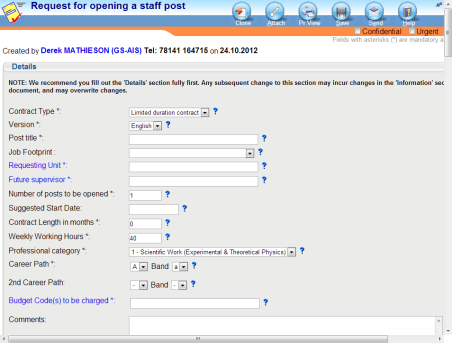 Request for opening a staff post
Clone Attach Pr.View Save Send Help
Confidential Urgent
Fields with asterisks (*) are mandatory a
Created by Derek MATHIESON (GS-AIS) Tel: 78141 164715 on 24.10.2012
Details
NOTE: We recommend you fill out the 'Details' section fully first. Any subsequent change to this section may incur changes in the 'Information' sec
document, and may overwrite changes.
Contract Type *: Limited duration contract ?
Version *: English ?
Post title *: ?
Job Footprint : ?
Requesting Unit *: ?
Future supervisor *: ?
Number of posts to be opened *: 1 ?
Suggested Start Date: ?
Contract Length in months *: 0 ?
Weekly Working Hours *: 40 ?
Professional category *: 1 - Scientific Work (Experimental & Theoretical Physics) ?
Career Path *: A Band a ?
2nd Career Path: - Band - ?
Budget Code(s) to be charged *: ?
Comments: